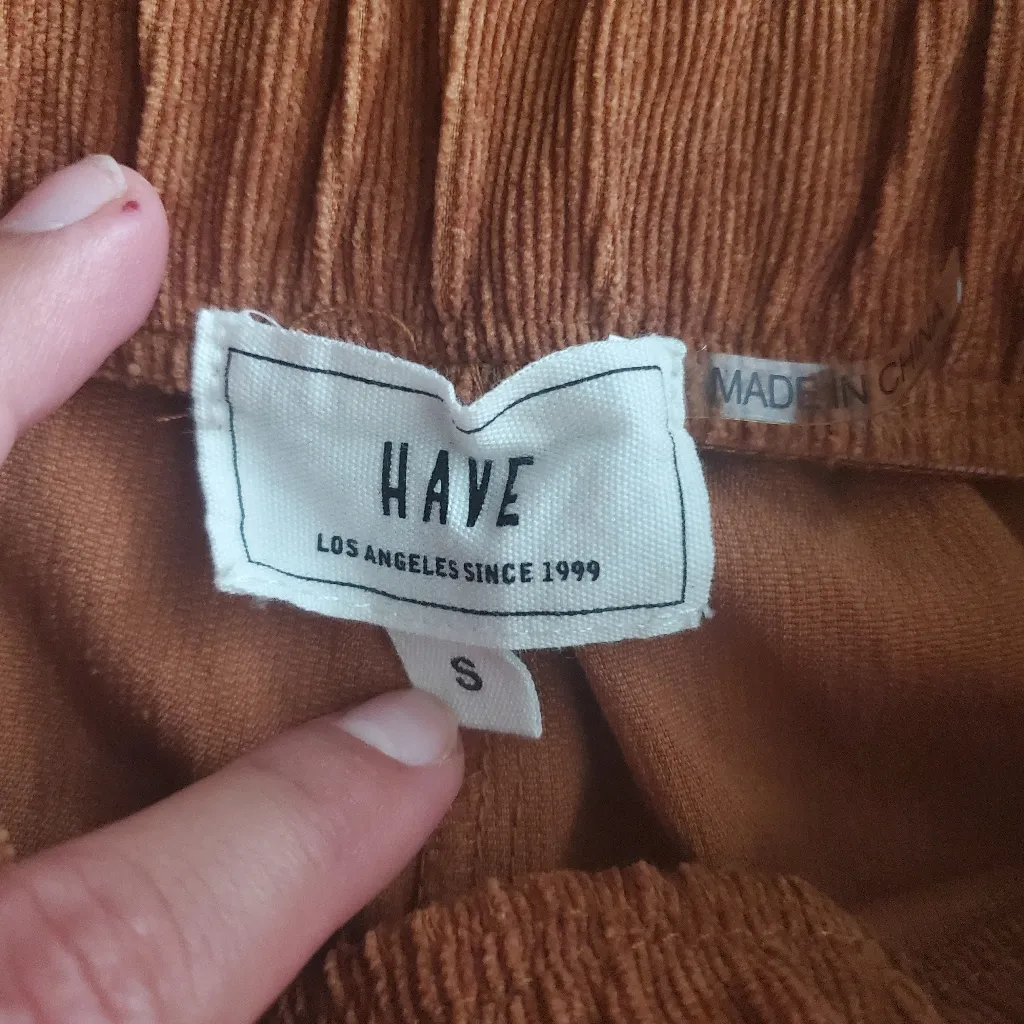 HAVE
LOS ANGELES SINCE 1999
S
MADE IN CHINA